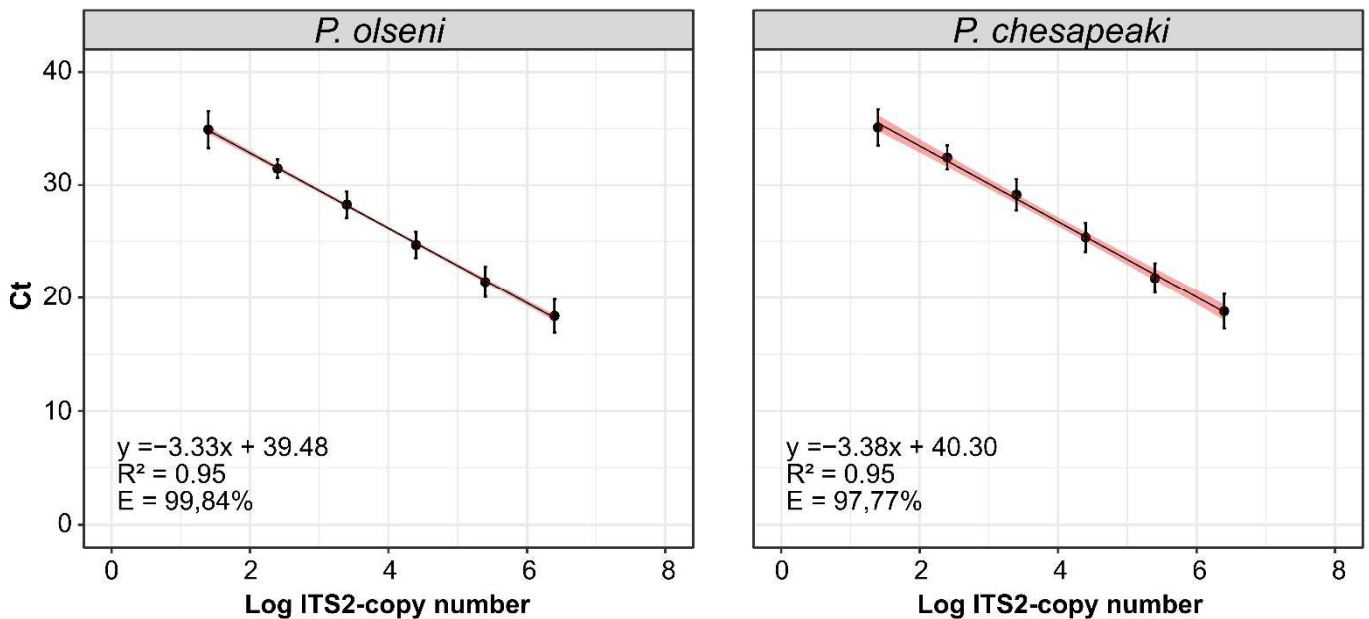 P. olseni
P. chesapeaki
Ct
40
30
20
10
0
y =−3.33x + 39.48
R² = 0.95
E = 99,84%
y =−3.38x + 40.30
R² = 0.95
E = 97,77%
0 2 4 6 8
0 2 4 6 8
Log ITS2-copy number
Log ITS2-copy number